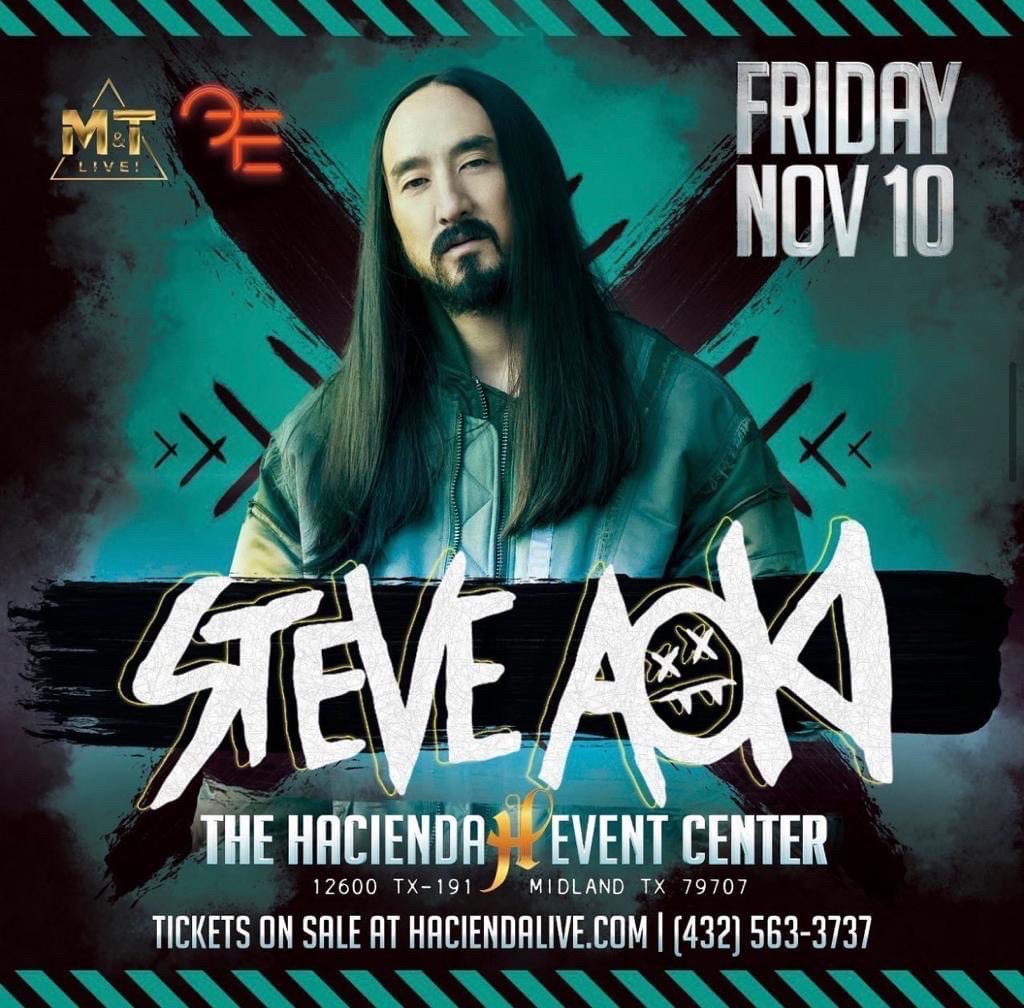 M&T
LIVE!
FRIDAY
NOV 10
STEVE AOKI
THE HACIENDA H EVENT CENTER
12600 TX-191 MIDLAND TX 79707
TICKETS ON SALE AT HACIENDALIVE.COM | (432) 563-3737